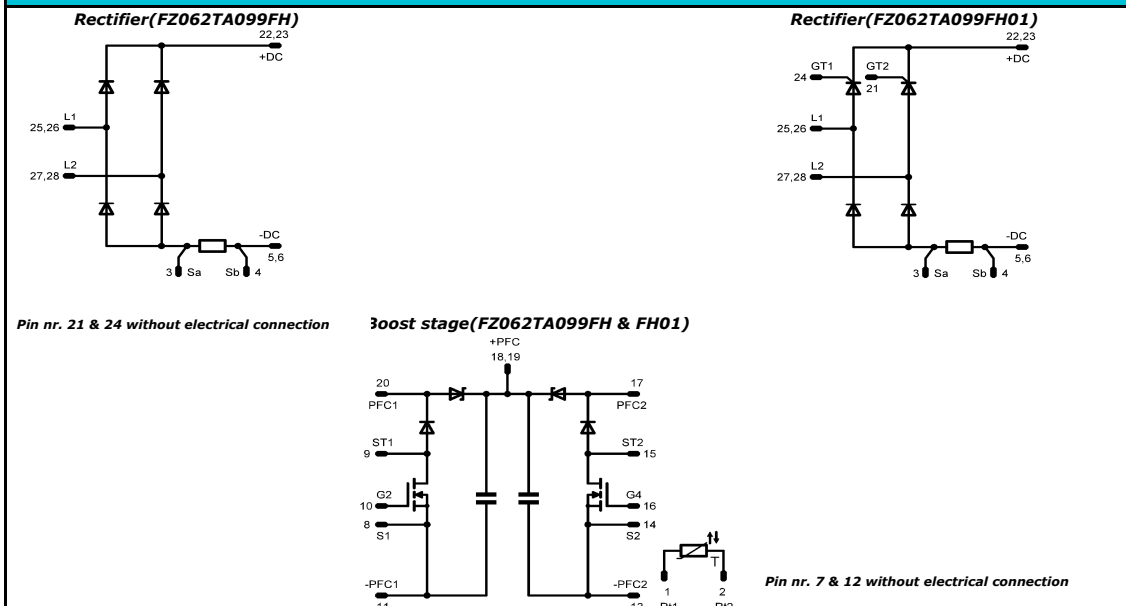 Rectifier(FZ062TA099FH)
22,23
+DC
L1
25,26
L2
27,28
-DC
5,6
3 Sa Sb 4
Rectifier(FZ062TA099FH01)
22,23
+DC
GT1 GT2
24
21
L1
25,26
L2
27,28
-DC
5,6
3 Sa Sb 4
Pin nr. 21 & 24 without electrical connection
Boost stage(FZ062TA099FH & FH01)
+PFC
18,19
20 17
PFC1 PFC2
ST1 ST2
9 15
G2 G4
10 16
8 14
S1 S2
T
-PFC1 -PFC2
1 2
Pin nr. 7 & 12 without electrical connection